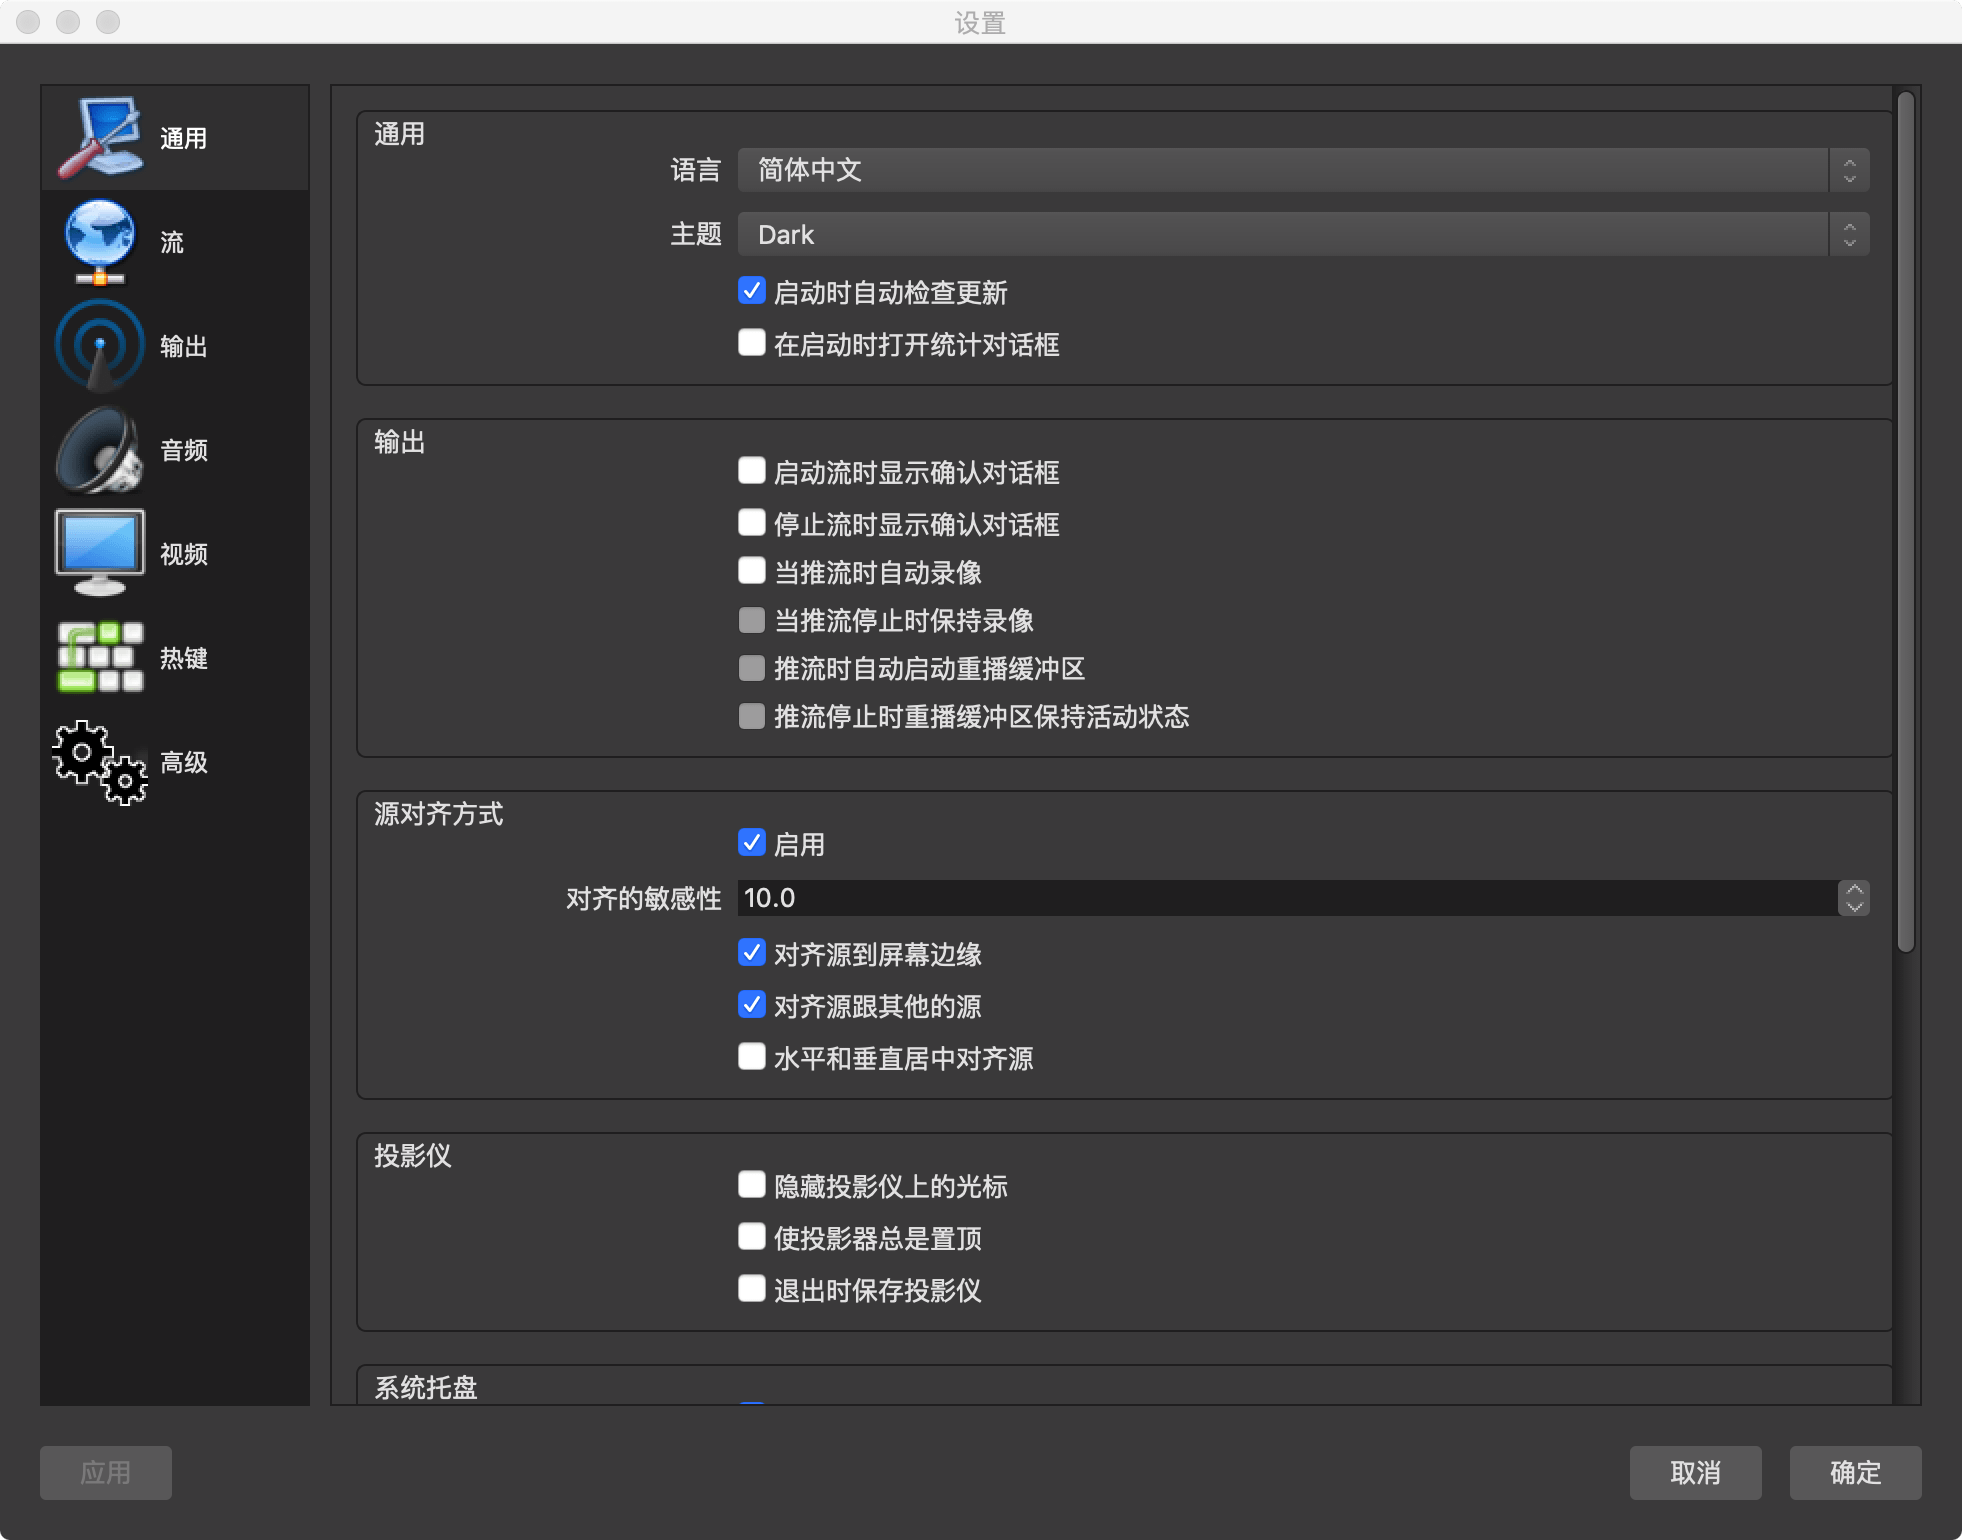 设置
通用
流
输出
音频
视频
热键
高级
通用
语言 简体中文
主题 Dark
启动时自动检查更新
在启动时打开统计对话框
输出
启动流时显示确认对话框
停止流时显示确认对话框
当推流时自动录像
当推流停止时保持录像
推流时自动启动重播缓冲区
推流停止时重播缓冲区保持活动状态
源对齐方式
启用
对齐的敏感性 10.0
对齐源到屏幕边缘
对齐源跟其他的源
水平和垂直居中对齐源
投影仪
隐藏投影仪上的光标
使投影器总是置顶
退出时保存投影仪
系统托盘
应用 取消 确定